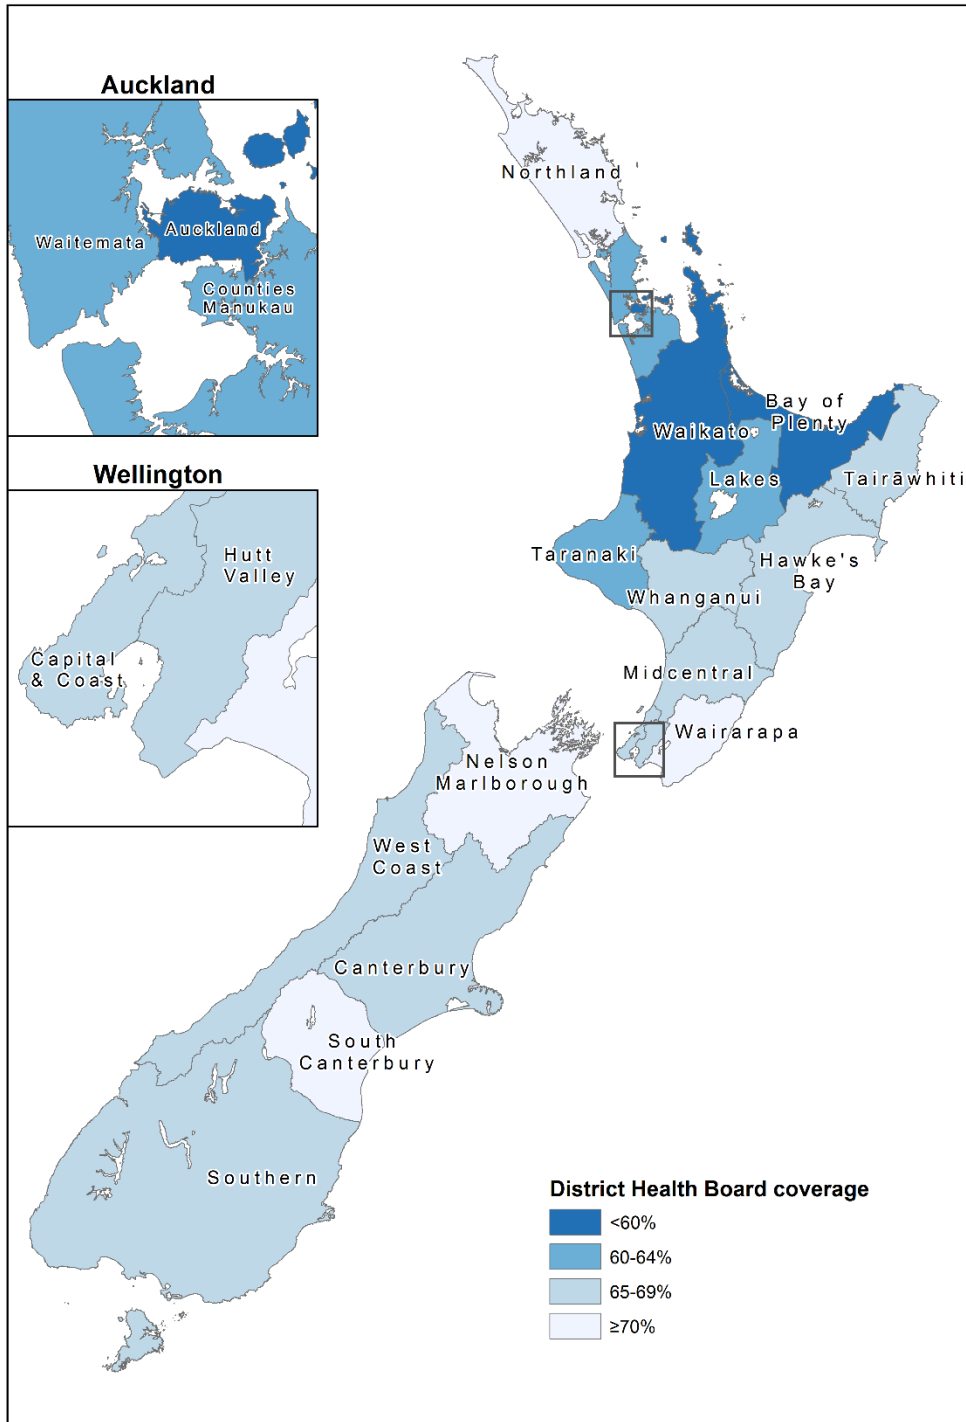 Auckland
Waitemata
Auckland
Counties
Manukau
Wellington
Hutt
Valley
Capital
& Coast
Northland
Bay of
Plenty
Waikato
Lakes
Tairāwhiti
Taranaki
Hawke's
Bay
Whanganui
Midcentral
Wairarapa
Nelson
Marlborough
West
Coast
Canterbury
South
Canterbury
Southern
District Health Board coverage
<60%
60-64%
65-69%
≥70%